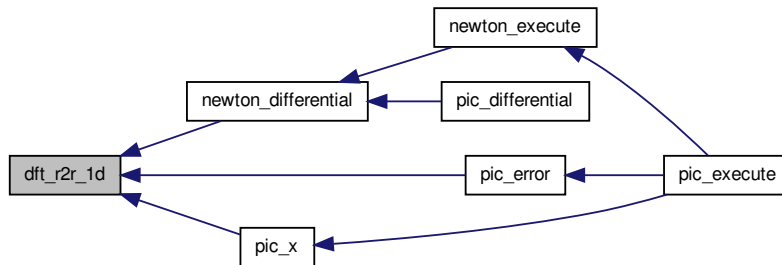 newton_execute
newton_differential
pic_differential
dft_r2r_1d
pic_error
pic_execute
pic_x